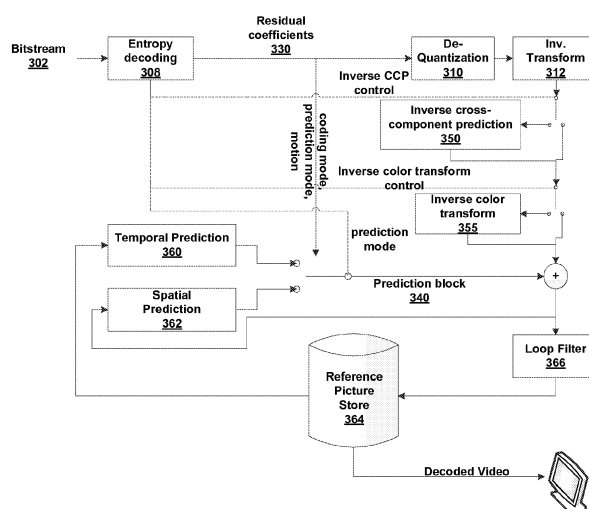 Bitstream
302
Entropy
decoding
308
Residual
coefficients
330
De-
Quantization
310
Inv.
Transform
312
Inverse CCP
control
Inverse cross-
component prediction
350
coding mode,
prediction mode,
motion
Inverse color transform
control
Inverse color
transform
355
prediction
mode
Temporal Prediction
360
Spatial
Prediction
362
Prediction block
340
+
Loop Filter
366
Reference
Picture
Store
364
Decoded Video